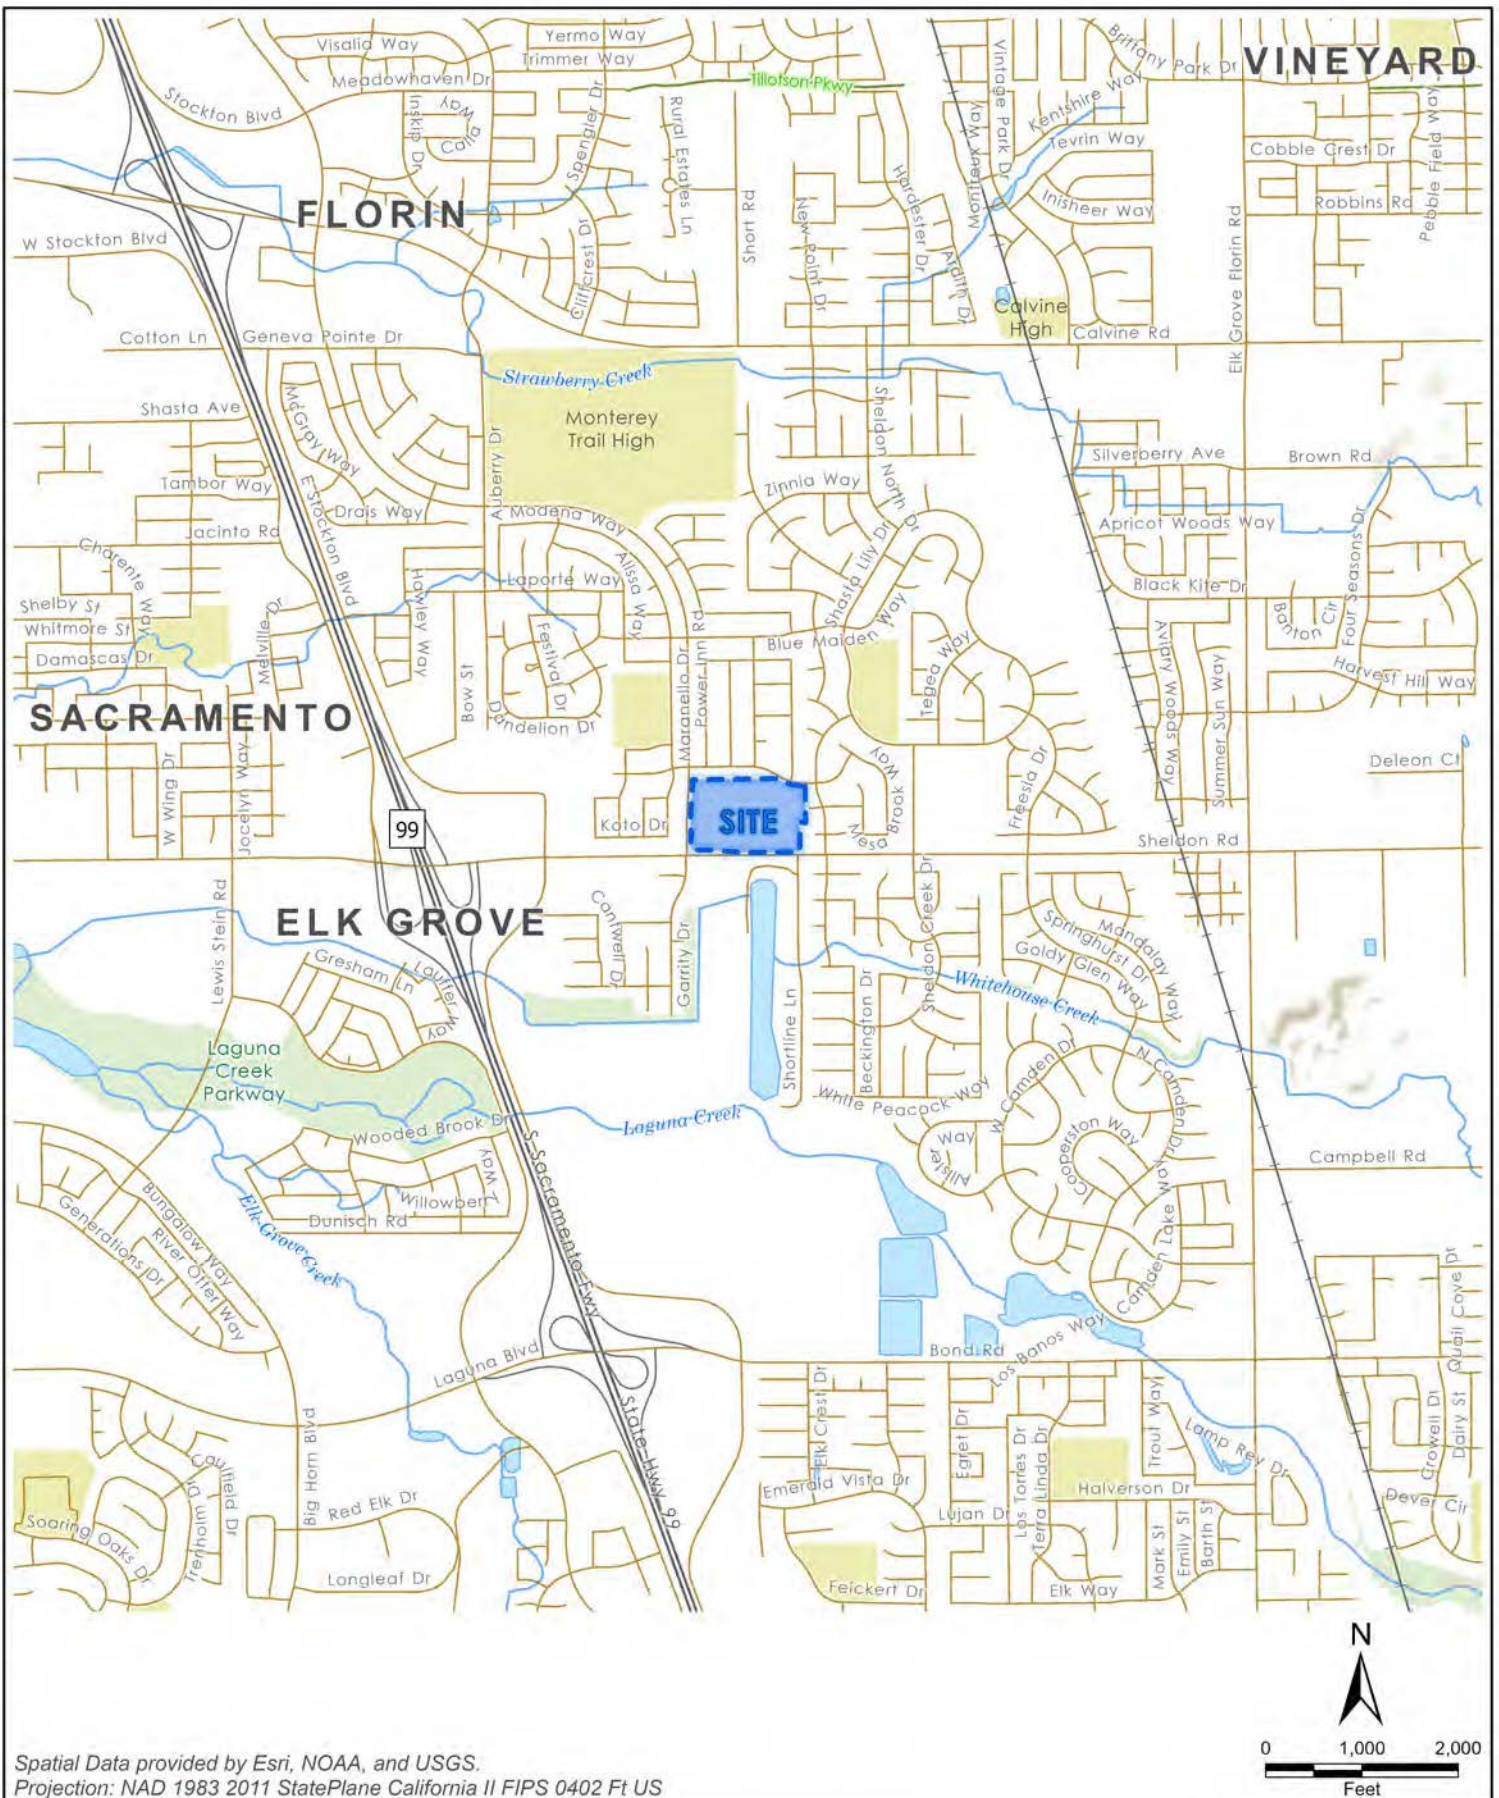 Visalia Way
Yermo Way
Trimmer Way
Brittany Park Dr
VINEYARD
Meadowhaven Dr
Tillotson Pkwy
Stockton Blvd
Inskip Dr
Calla Way
Spengler Dr
Rural Estates Ln
Montreux Way
Vintage Park Dr
Kentshire Way
Tevrin Way
Cobble Crest Dr
Pebble Field Way
FLORIN
W Stockton Blvd
Cliffcrest Dr
Short Rd
New Point Dr
Hardester Dr
Ardith Dr
Inisheer Way
Elk Grove Florin Rd
Robbins Rd
Calvine
High
Calvine Rd
Cotton Ln
Geneva Pointe Dr
Strawberry Creek
Shasta Ave
McGray Way
Auberry Dr
Monterey
Trail High
Sheldon North Dr
Silverberry Ave
Brown Rd
Tambor Way
E Stockton Blvd
Drais Way
Modena Way
Zinnia Way
Apricot Woods Way
Jacinto Rd
Charente Way
Hawley Way
Laporte Way
Alissa Way
Shasta Lily Dr
Black Kite Dr
Four Seasons Dr
Shelby St
Whitmore St
Damascas Dr
Melville Dr
Bow St
Festival Dr
Dandelion Dr
Maranello Dr
Power Inn Rd
Blue Maiden Way
Tegea Way
Aviary Woods Way
Summer Sun Way
Banton Cir
Harvest Hill Way
SACRAMENTO
W Wing Dr
Jocelyn Way
99
Koto Dr
SITE
Mesa Brook Way
Freesia Dr
Sheldon Rd
Deleon Ct
ELK GROVE
Lewis Stein Rd
Gresham Ln
Lauffer Way
Cantwell Dr
Garrity Dr
Shortline Ln
Beckington Dr
Sheldon Creek Dr
Springhurst Dr
Mandalay Way
Goldy Glen Way
Whitehouse Creek
Laguna
Creek
Parkway
Wooded Brook Dr
Laguna Creek
White Peacock Way
W Camden Dr
N Camden Dr
Cooperston Way
Allister Way
Camden Lake Way
Campbell Rd
Willowberry Way
Dunisch Rd
Elk Grove Creek
Bungalow Way
River Otter Way
Generations Dr
S Sacramento Fwy
Laguna Blvd
Bond Rd
Los Banos Way
Quail Cove Dr
State Hwy 99
Big Horn Blvd
Caulfield Dr
Trenholm Dr
Red Elk Dr
Soaring Oaks Dr
Longleaf Dr
Elk Crest Dr
Emerald Vista Dr
Egret Dr
Lujan Dr
Los Torres Dr
Terra Linda Dr
Trout Way
Lamp Rey Dr
Halverson Dr
Crowell Dr
Dairy St
Dever Cir
Feickert Dr
Elk Way
Mark St
Emily St
Barth St
N
0 1,000 2,000
Feet
Spatial Data provided by Esri, NOAA, and USGS.
Projection: NAD 1983 2011 StatePlane California II FIPS 0402 Ft US